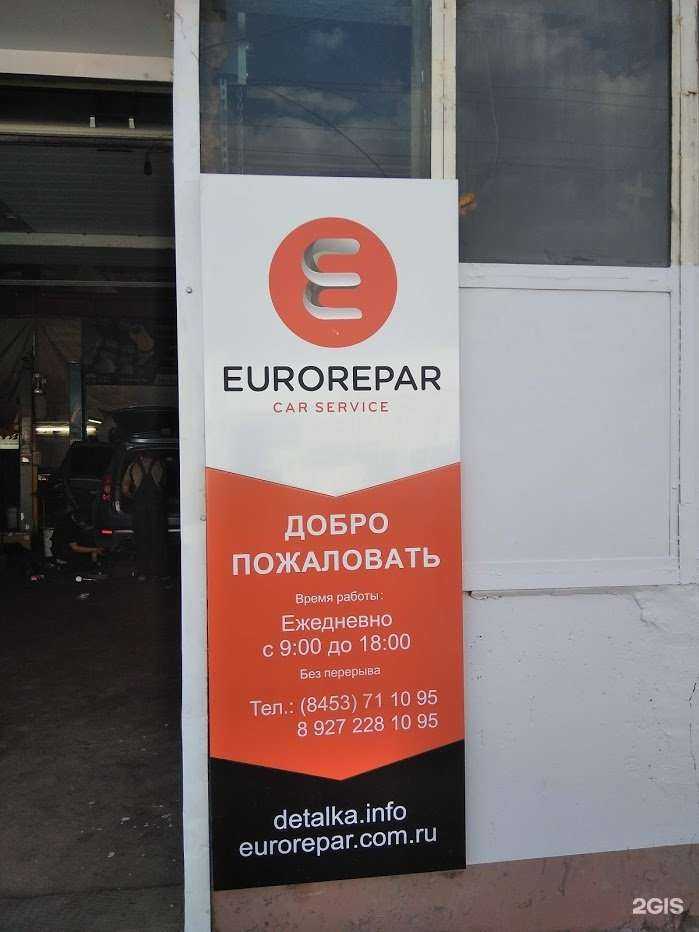 EUROREPAR
CAR SERVICE
ДОБРО
ПОЖАЛОВАТЬ
Время работы:
Ежедневно
с 9:00 до 18:00
Без перерыва
Тел.: (8453) 71 10 95
8 927 228 10 95
detalka.info
eurorepar.com.ru
2GIS